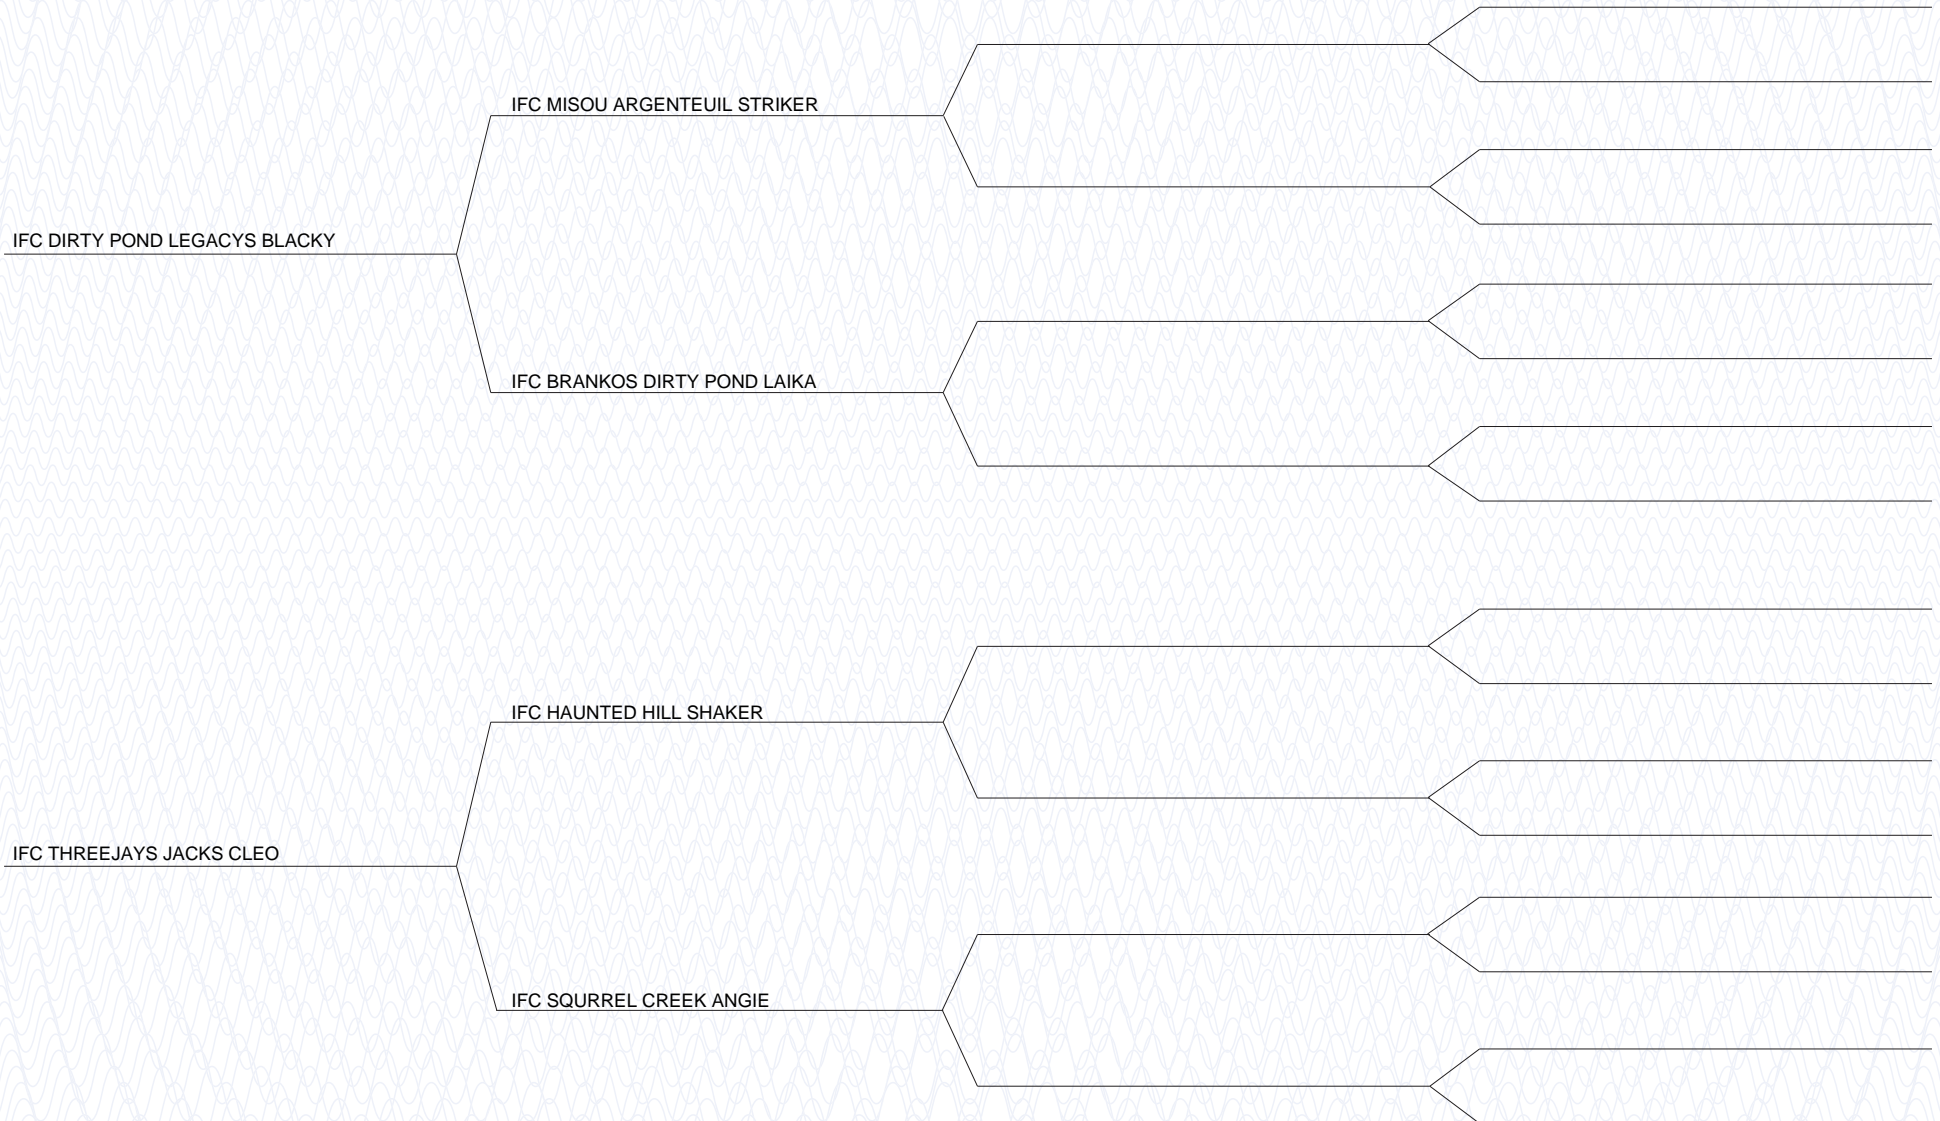 IFC MISOU ARGENTEUIL STRIKER
IFC DIRTY POND LEGACYS BLACKY
IFC BRANKOS DIRTY POND LAIKA
IFC HAUNTED HILL SHAKER
IFC THREEJAYS JACKS CLEO
IFC SQURREL CREEK ANGIE